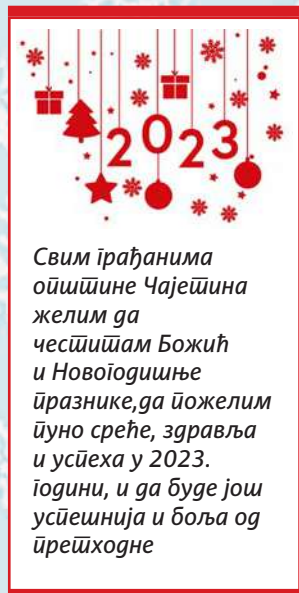 2023
Свим грађанима
општине Чајетина
желим да
честитам Божић
и Новогодишње
празнике,да пожелим
пуно среће, здравља
и успеха у 2023.
години, и да буде још
успешнија и боља од
претходне